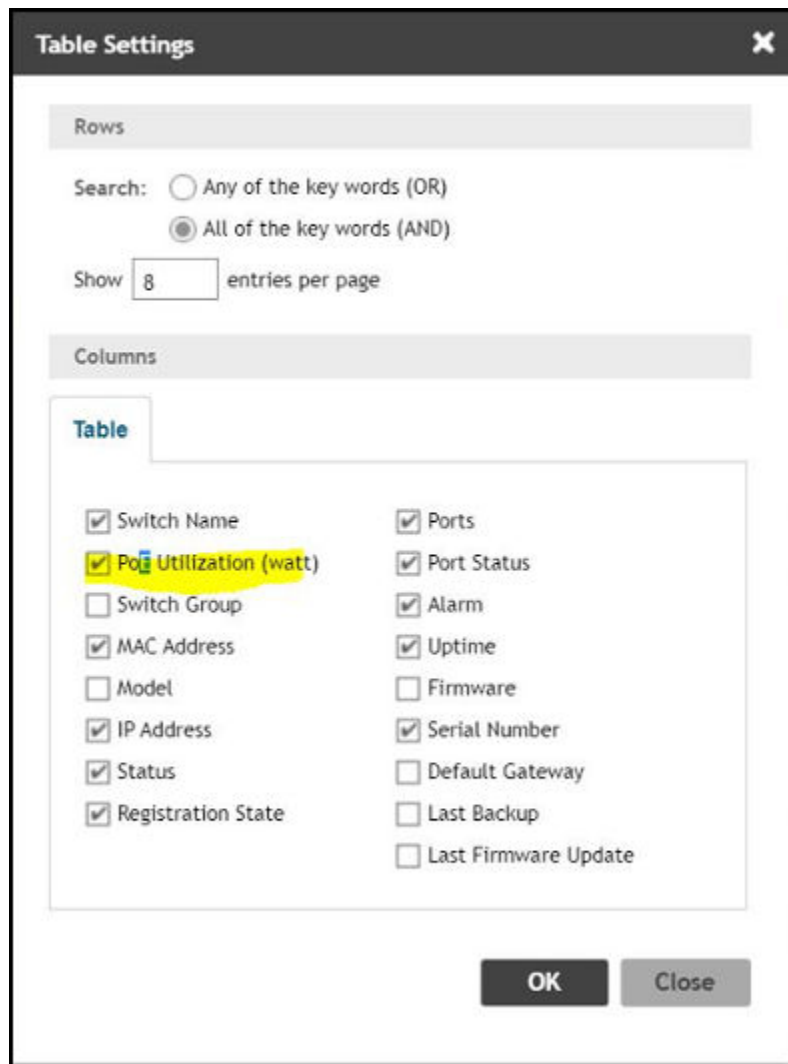 Table Settings
Rows
Search: Any of the key words (OR)
All of the key words (AND)
Show 8 entries per page
Columns
Table
Switch Name
PoE Utilization (watt)
Switch Group
MAC Address
Model
IP Address
Status
Registration State
Ports
Port Status
Alarm
Uptime
Firmware
Serial Number
Default Gateway
Last Backup
Last Firmware Update
OK Close